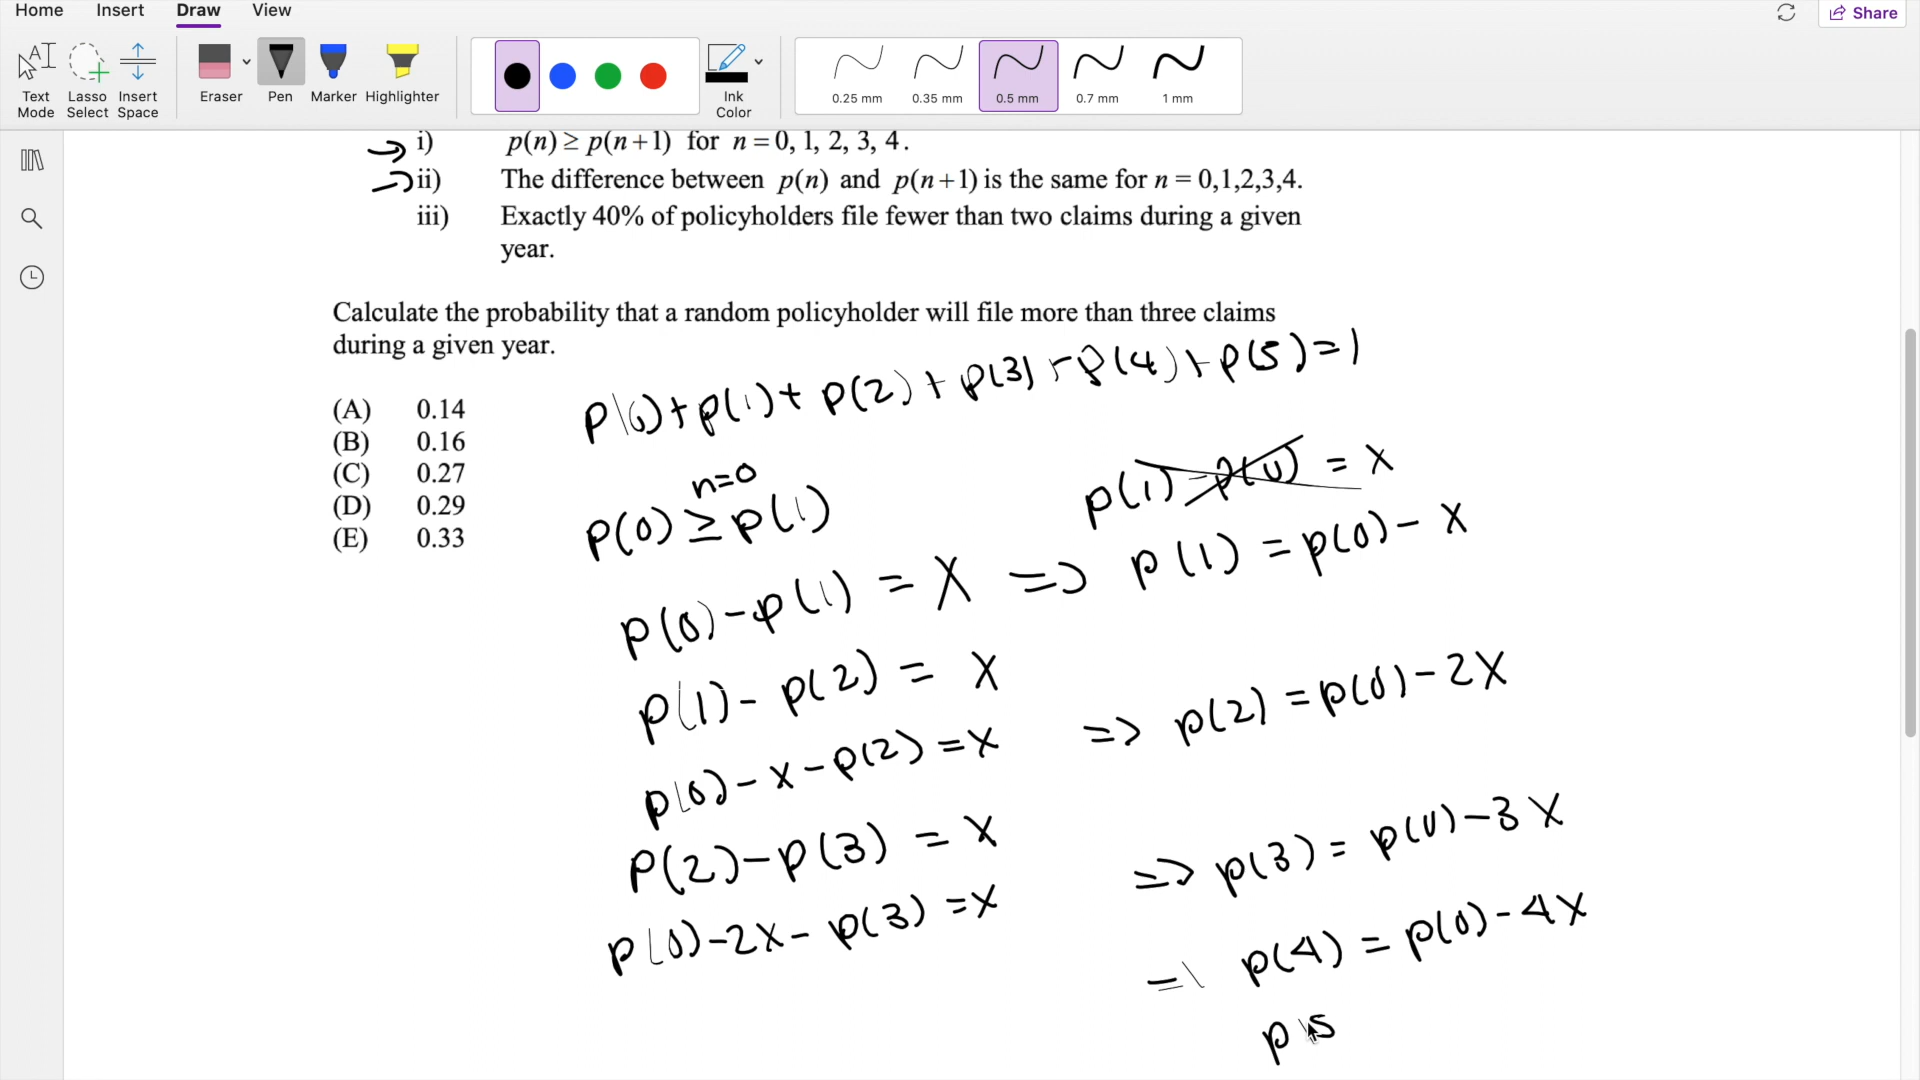 Home Insert Draw View Share
Text Mode Lasso Select Insert Space Eraser Pen Marker Highlighter Ink Color 0.25 mm 0.35 mm 0.5 mm 0.7 mm 1 mm
i) p(n) ≥ p(n+1) for n = 0, 1, 2, 3, 4.
ii) The difference between p(n) and p(n+1) is the same for n = 0,1,2,3,4.
iii) Exactly 40% of policyholders file fewer than two claims during a given
year.
Calculate the probability that a random policyholder will file more than three claims
during a given year.
p(0)+p(1)+p(2)+p(3)+p(4)+p(5)=1
(A) 0.14
(B) 0.16
(C) 0.27
(D) 0.29
(E) 0.33
n=0
p(0) ≥ p(1)
p(1) - p(0) = X
p(0) - p(1) = X => p(1) = p(0) - X
p(1) - p(2) = X => p(2) = p(0) - 2X
p(0) - X - p(2) = X
p(2) - p(3) = X => p(3) = p(0) - 3X
p(0) - 2X - p(3) = X
p(4) = p(0) - 4X
p(5